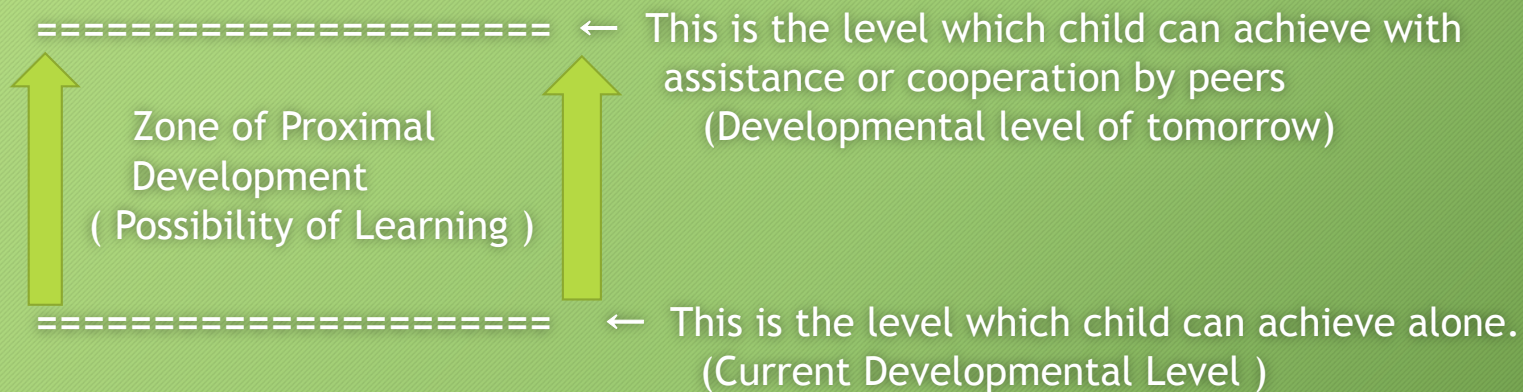 ====================== ← This is the level which child can achieve with
assistance or cooperation by peers
Zone of Proximal (Developmental level of tomorrow)
Development
( Possibility of Learning )
====================== ← This is the level which child can achieve alone.
(Current Developmental Level )